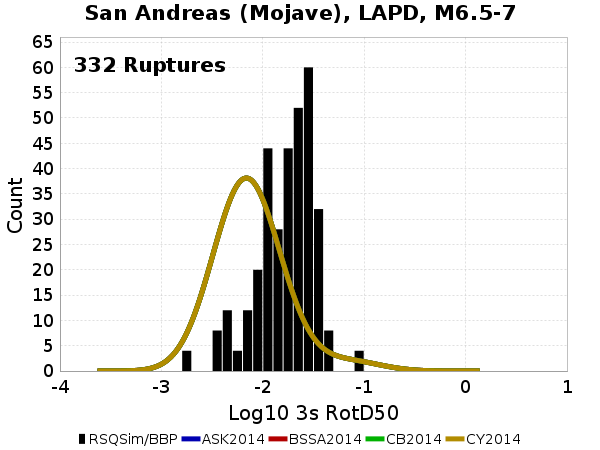 San Andreas (Mojave), LAPD, M6.5-7
332 Ruptures
65
60
55
50
45
40
35
30
25
20
15
10
5
0
Count
-4 -3 -2 -1 0 1
Log10 3s RotD50
RSQSim/BBP ASK2014 BSSA2014 CB2014 CY2014